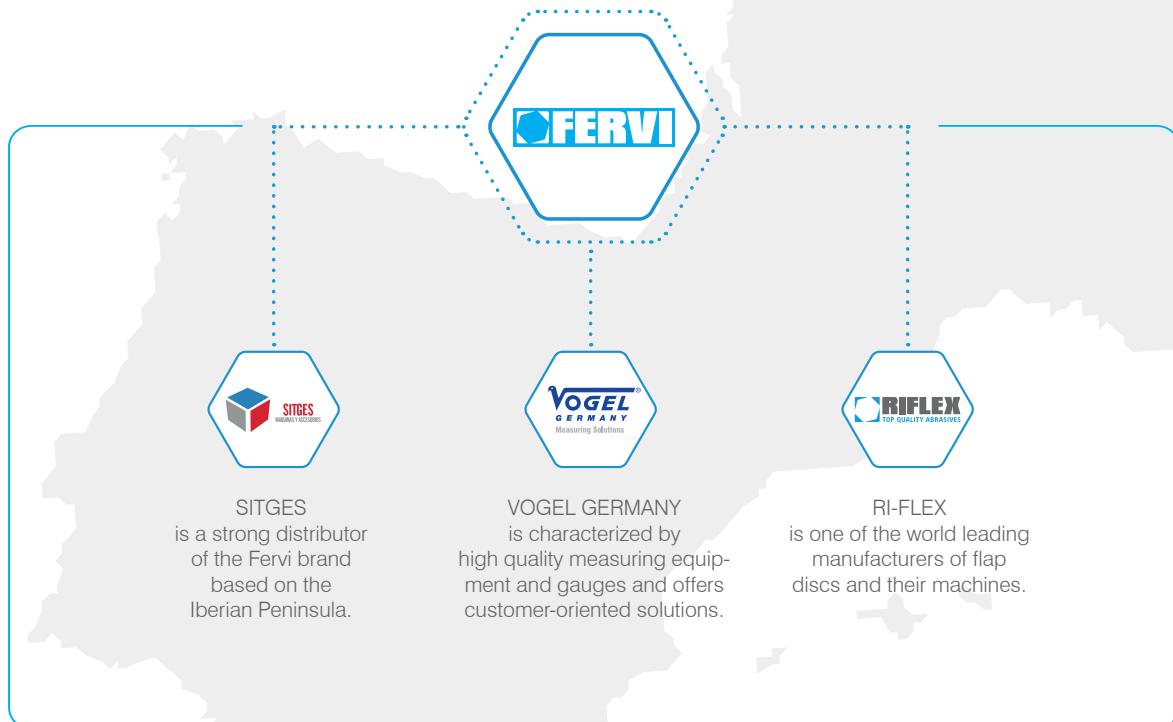 FERVI
SITGES
MÁQUINAS Y ACCESORIOS
VOGEL®
GERMANY
Measuring Solutions
RIFLEX
TOP QUALITY ABRASIVES
SITGES
is a strong distributor
of the Fervi brand
based on the
Iberian Peninsula.
VOGEL GERMANY
is characterized by
high quality measuring equip-
ment and gauges and offers
customer-oriented solutions.
RI-FLEX
is one of the world leading
manufacturers of flap
discs and their machines.